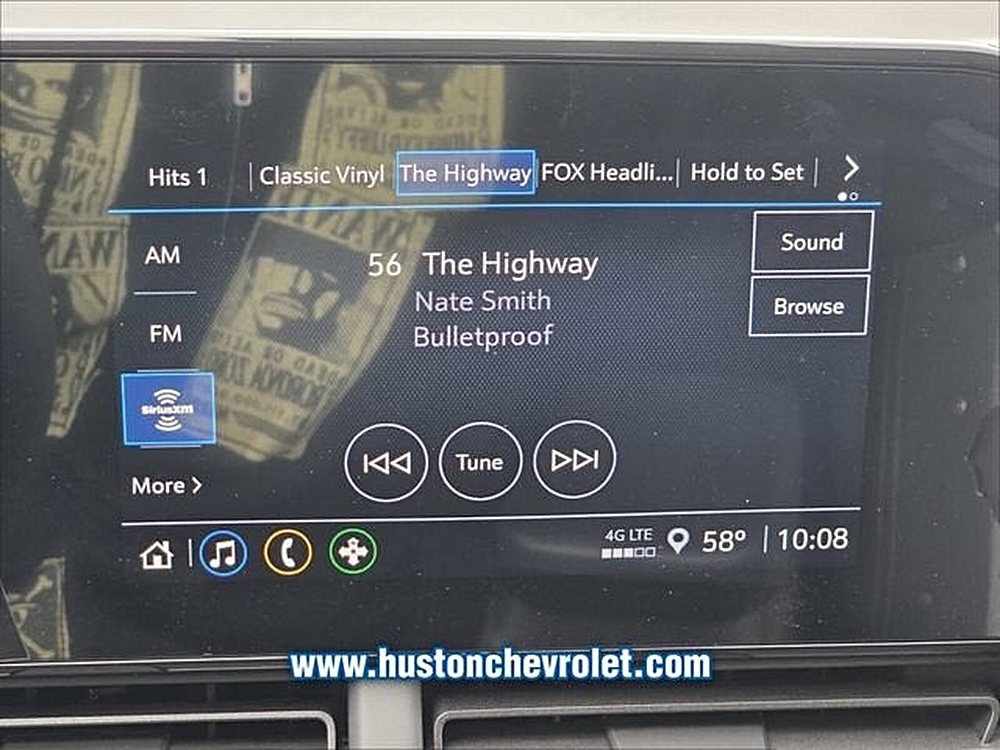 Hits 1 | Classic Vinyl | The Highway | FOX Headli... | Hold to Set |
AM
56 The Highway
Sound
Nate Smith
Browse
FM
Bulletproof
SiriusXM
Tune
More
4G LTE 58° | 10:08
www.hustonchevrolet.com